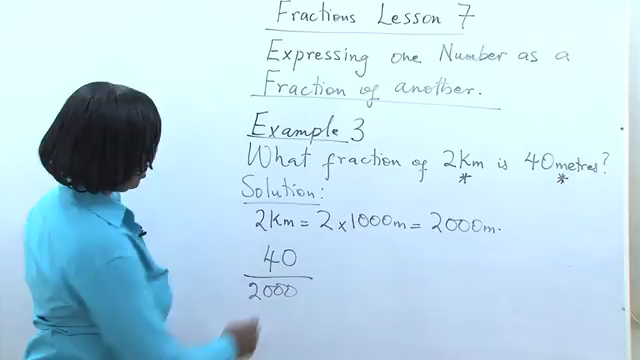 Fractions Lesson 7
Expressing one Number as a
Fraction of another.
Example 3
What fraction of 2Km is 40metres?
* *
Solution:
2Km = 2 x 1000m = 2000m.
40
2000